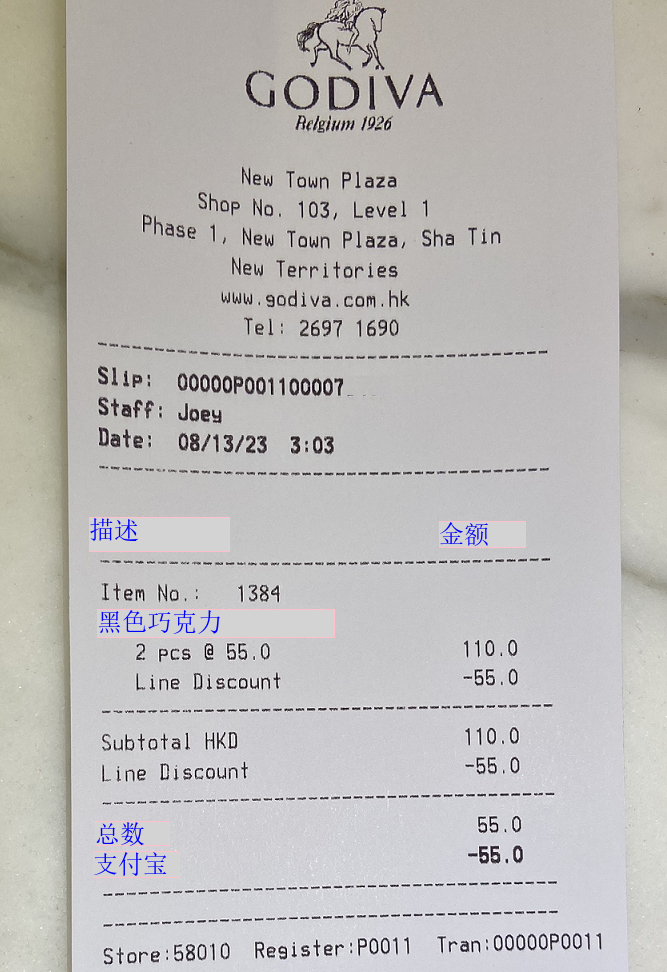 GODIVA
Belgium 1926
New Town Plaza
Shop No. 103, Level 1
Phase 1, New Town Plaza, Sha Tin
New Territories
www.godiva.com.hk
Tel: 2697 1690
Slip: 00000P001100007
Staff: Joey
Date: 08/13/23 3:03
描述 金额
Item No.: 1384
黑色巧克力
2 pcs @ 55.0 110.0
Line Discount -55.0
Subtotal HKD 110.0
Line Discount -55.0
总数 55.0
支付宝 -55.0
Store:58010 Register:P0011 Tran:00000P0011